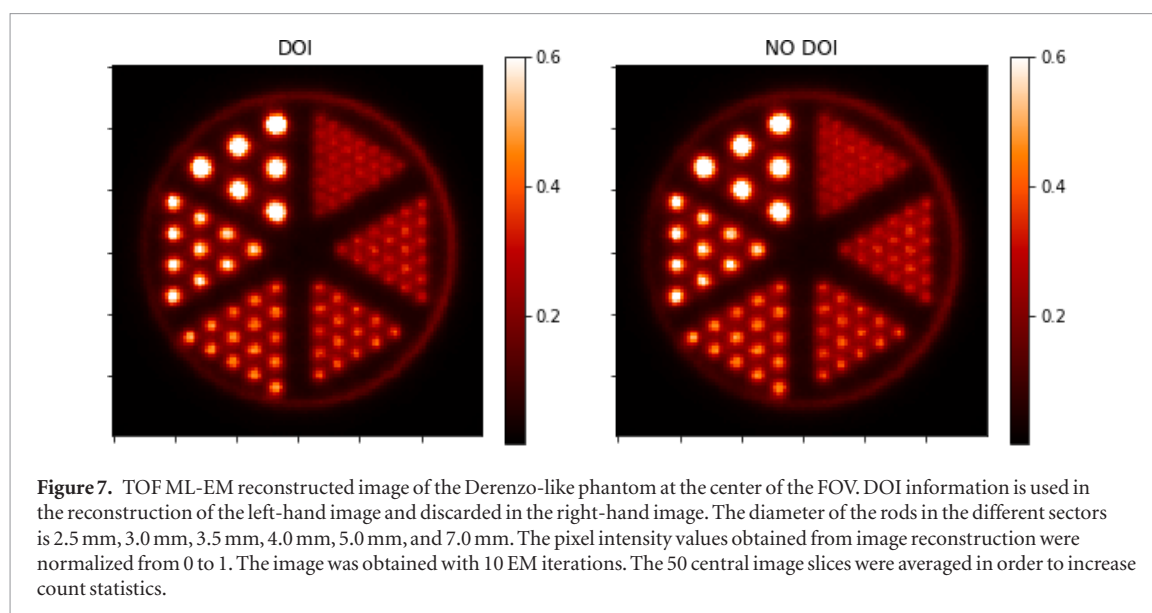 DOI
NO DOI
0.6
0.4
0.2
0.6
0.4
0.2
Figure 7. TOF ML-EM reconstructed image of the Derenzo-like phantom at the center of the FOV. DOI information is used in
the reconstruction of the left-hand image and discarded in the right-hand image. The diameter of the rods in the different sectors
is 2.5 mm, 3.0 mm, 3.5 mm, 4.0 mm, 5.0 mm, and 7.0 mm. The pixel intensity values obtained from image reconstruction were
normalized from 0 to 1. The image was obtained with 10 EM iterations. The 50 central image slices were averaged in order to increase
count statistics.